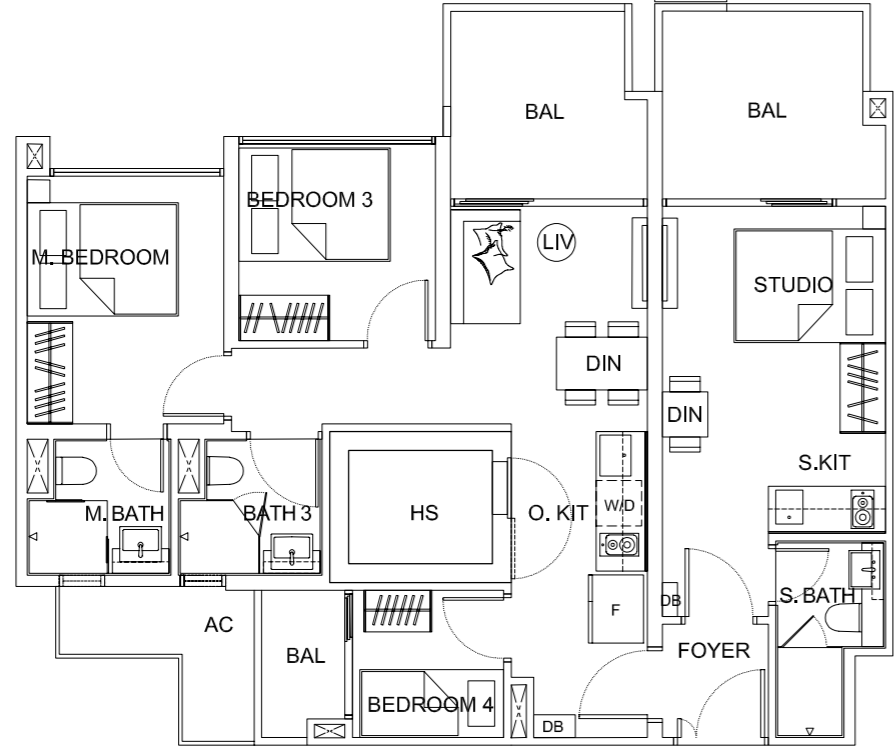 BAL
BAL
BEDROOM 3
LIV
M. BEDROOM
STUDIO
DIN
DIN
S.KIT
M. BATH
BATH 3
HS
O. KIT
W/D
F
DB
S. BATH
AC
BAL
FOYER
BEDROOM 4
DB